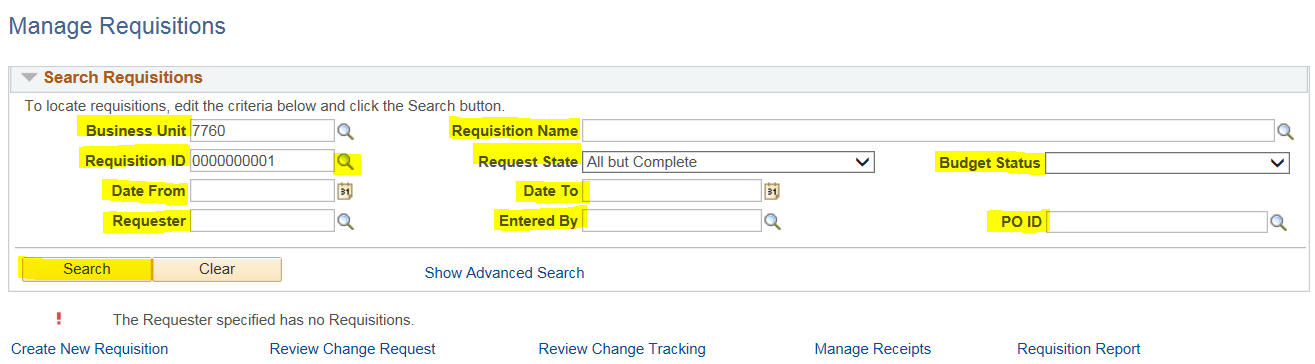 Manage Requisitions
Search Requisitions
To locate requisitions, edit the criteria below and click the Search button.
Business Unit 7760 Requisition Name
Requisition ID 0000000001 Request State All but Complete Budget Status
Date From 31 Date To 31
Requester Entered By PO ID
Search Clear Show Advanced Search
! The Requester specified has no Requisitions.
Create New Requisition Review Change Request Review Change Tracking Manage Receipts Requisition Report